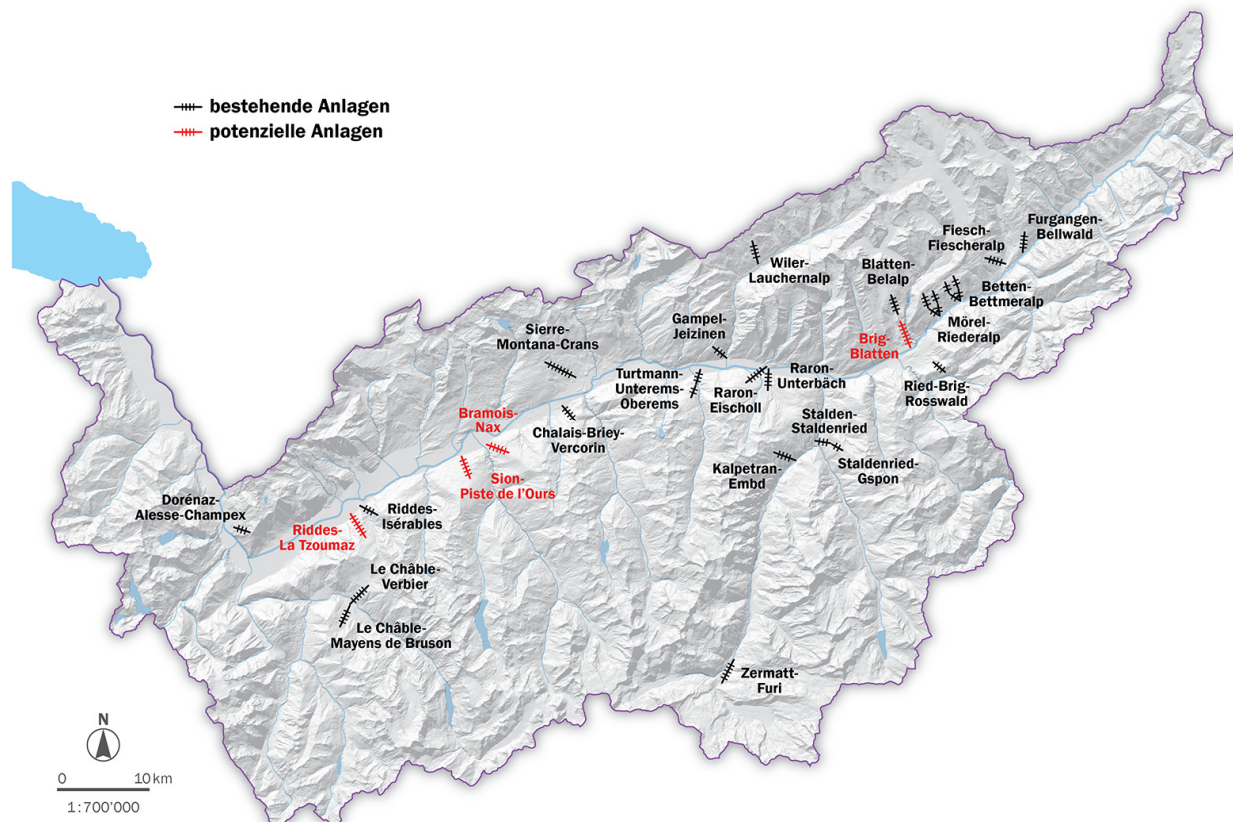 bestehende Anlagen
potenzielle Anlagen
Furgangen-
Bellwald
Fiesch-
Fiescheralp
Wiler-
Lauchernalp
Blatten-
Belalp
Betten-
Bettmeralp
Mörel-
Riederalp
Gampel-
Jeizinen
Sierre-
Montana-Crans
Brig-
Blatten
Raron-
Unterbäch
Turtmann-
Unterems-
Oberems
Raron-
Eischoll
Ried-Brig-
Rosswald
Bramois-
Nax
Chalais-Briey-
Vercorin
Stalden-
Staldenried
Kalpetran-
Embd
Staldenried-
Gspon
Sion-
Piste de l'Ours
Dorénaz-
Alesse-Champex
Riddes-
Isérables
Riddes-
La Tzoumaz
Le Châble-
Verbier
Le Châble-
Mayens de Bruson
Zermatt-
Furi
N
0 10 km
1:700'000